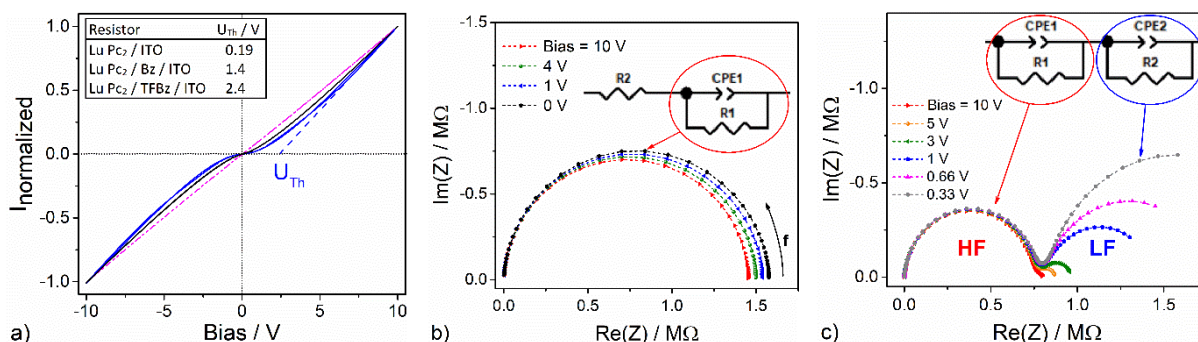 Resistor UTh / V
Lu Pc2 / ITO 0.19
Lu Pc2 / Bz / ITO 1.4
Lu Pc2 / TFBz / ITO 2.4
1.0
0.5
0.0
0.5
1.0
Inormalized
UTh
-10 -5 0 5 10
Bias / V
a)
-1.5
-1.0
-0.5
0.0
Im(Z) / MΩ
Bias = 10 V
4 V
1 V
0 V
R2
CPE1
R1
f
0.0 0.5 1.0 1.5
Re(Z) / MΩ
b)
-1.0
-0.5
0.0
Im(Z) / MΩ
CPE1 CPE2
R1 R2
Bias = 10 V
5 V
3 V
1 V
0.66 V
0.33 V
HF LF
0.0 0.5 1.0 1.5 2.0
Re(Z) / MΩ
c)